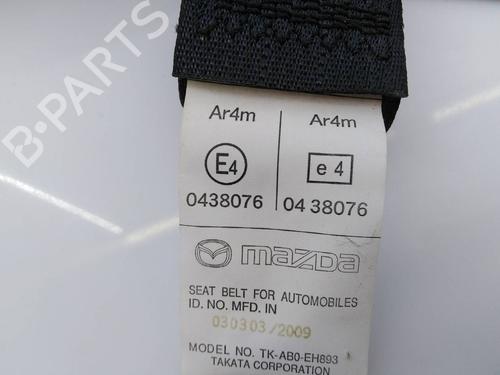 B-PARTS
Ar4m
Ar4m
E4
e 4
0438076
04 38076
mazda
SEAT BELT FOR AUTOMOBILES
ID. NO. MFD. IN
030303/2009
MODEL NO. TK-AB0-EH893
TAKATA CORPORATION